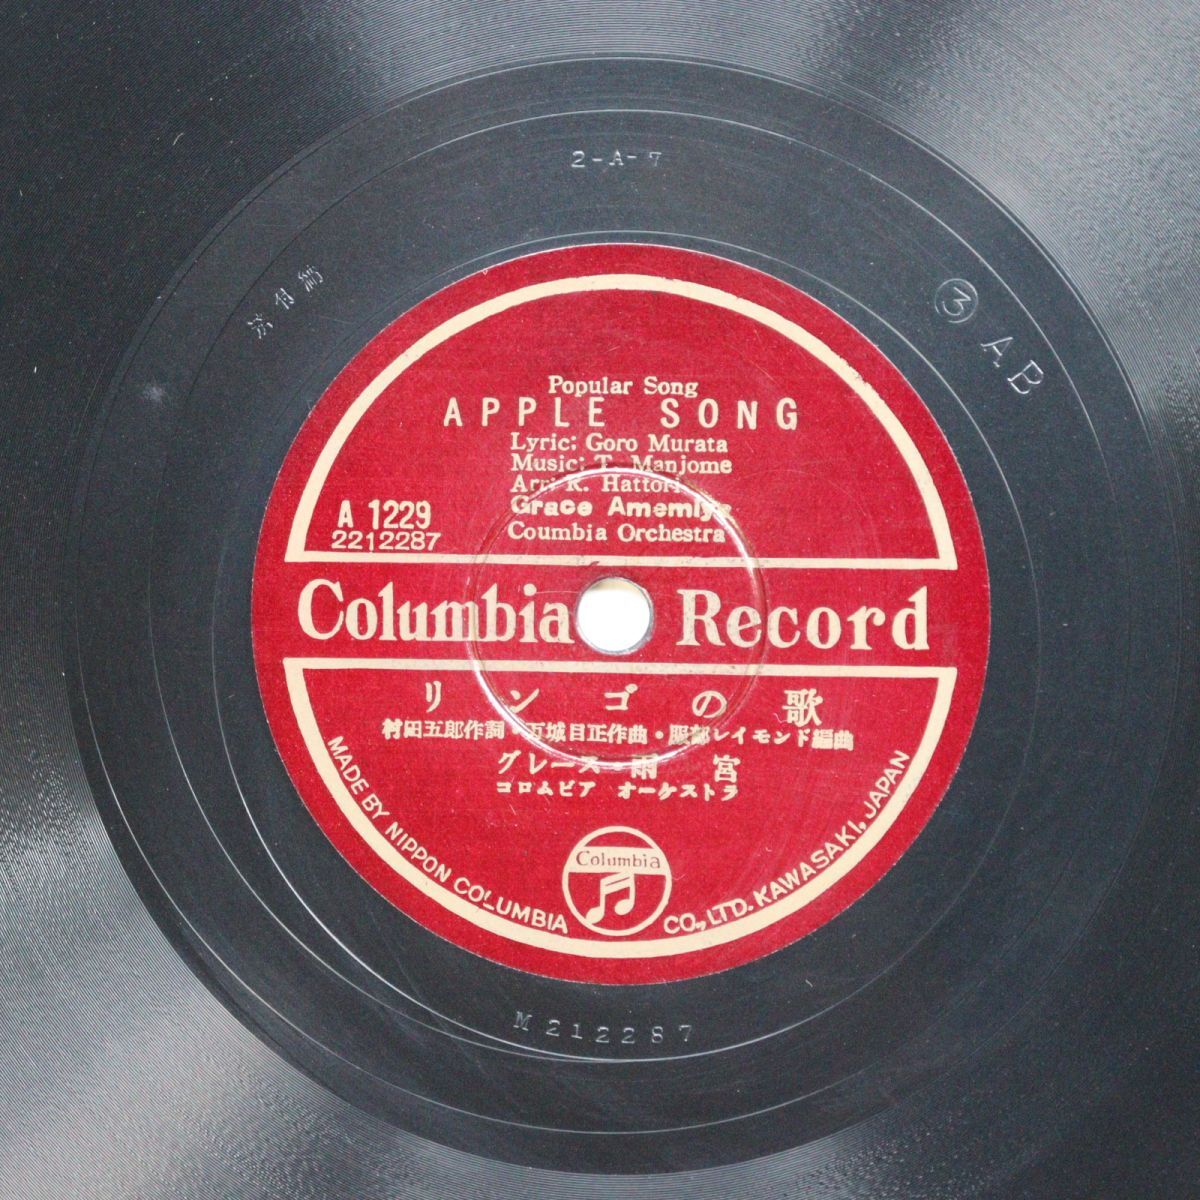 2-A-7
済付納
③ AB
Popular Song
APPLE SONG
Lyric: Goro Murata
Music: T. Manjome
Arr: R. Hattori
Grace Amemiya
Coumbia Orchestra
A 1229
2212287
Columbia Record
リンゴの歌
村田五郎作詞・万城目正作曲・服部レイモンド編曲
グレース・雨宮
コロムビア オーケストラ
Columbia
MADE BY NIPPON COLUMBIA CO., LTD. KAWASAKI, JAPAN
M212287